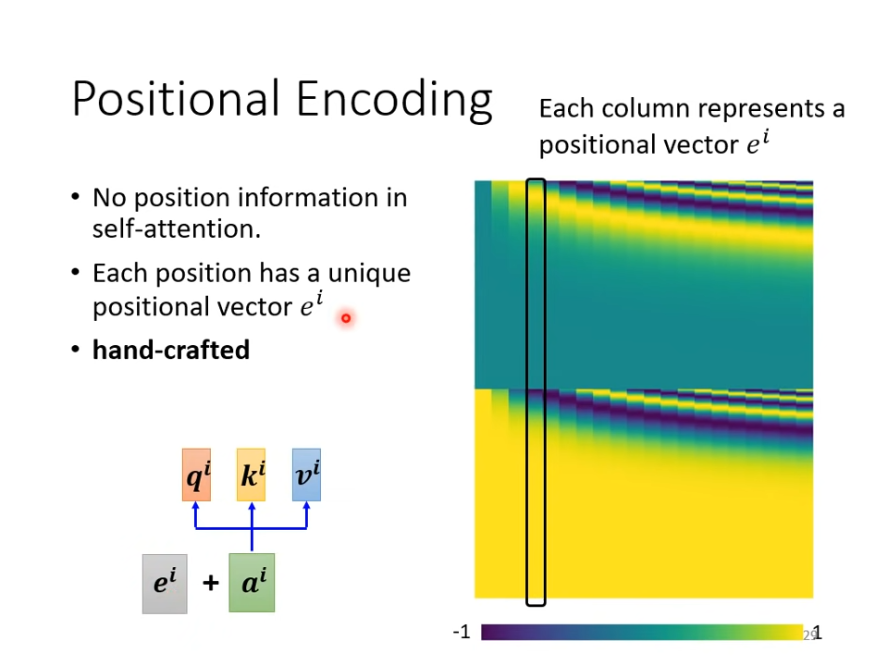 Positional Encoding
Each column represents a
positional vector eⁱ
• No position information in
self-attention.
• Each position has a unique
positional vector eⁱ
• hand-crafted
qⁱ kⁱ vⁱ
eⁱ + aⁱ
-1 1
29